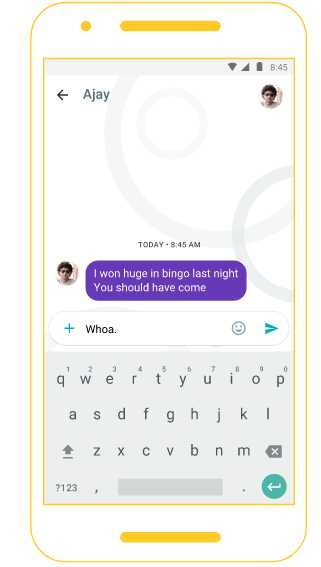 8:45
Ajay
TODAY • 8:45 AM
I won huge in bingo last night
You should have come
Whoa.
1 2 3 4 5 6 7 8 9 0
q w e r t y u i o p
a s d f g h j k l
z x c v b n m
?123 , .